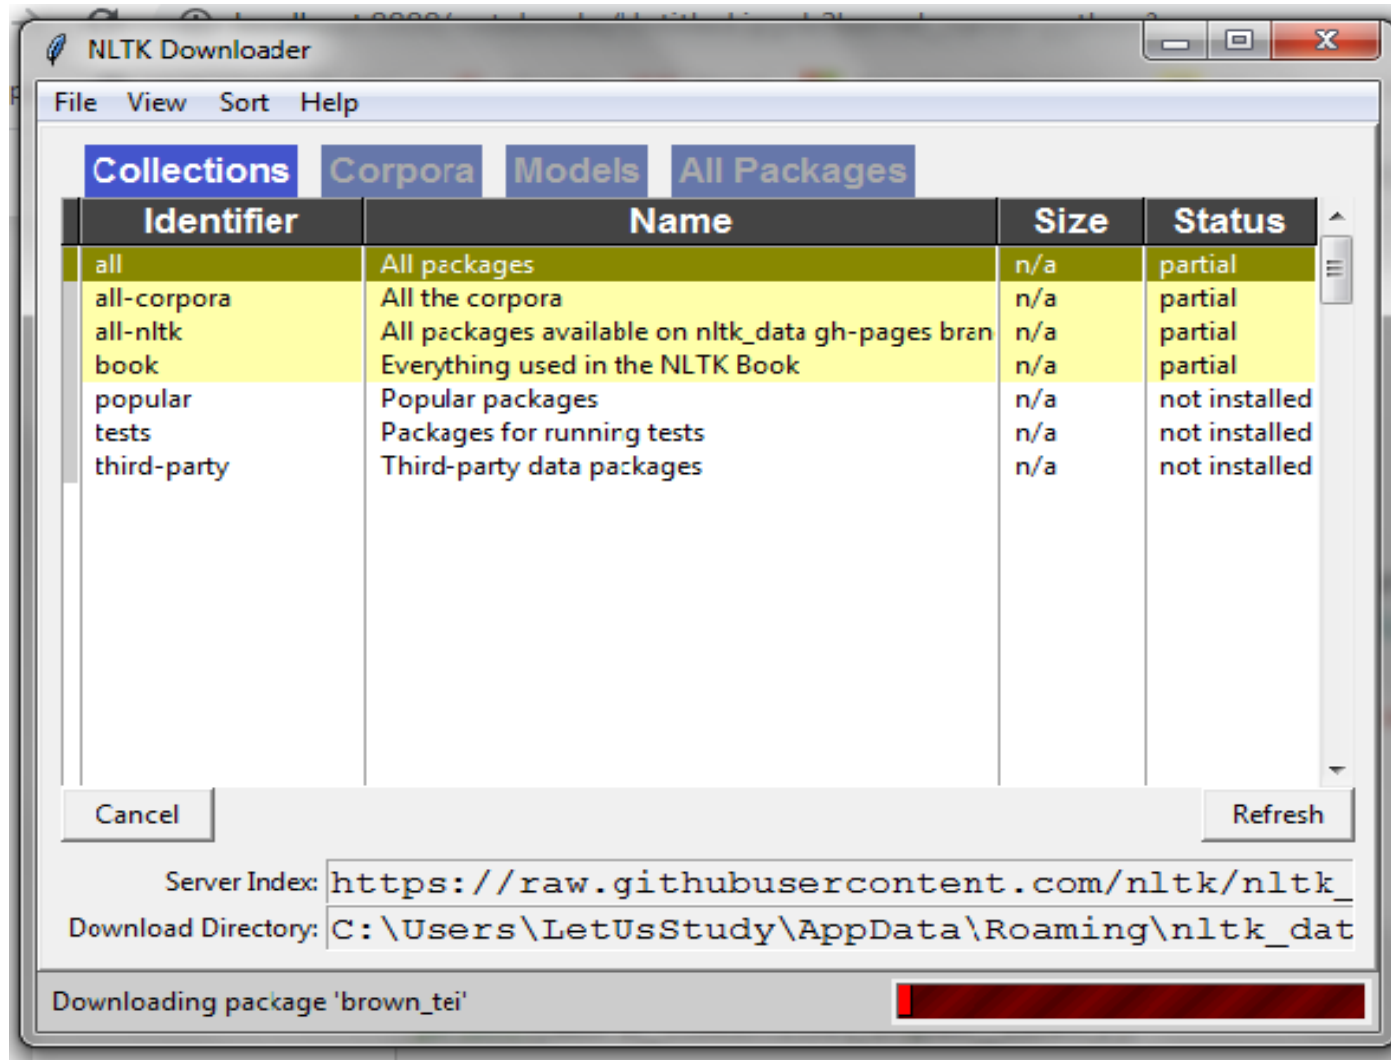 NLTK Downloader
File View Sort Help
Collections Corpora Models All Packages
Identifier Name Size Status
all All packages n/a partial
all-corpora All the corpora n/a partial
all-nltk All packages available on nltk_data gh-pages bran n/a partial
book Everything used in the NLTK Book n/a partial
popular Popular packages n/a not installed
tests Packages for running tests n/a not installed
third-party Third-party data packages n/a not installed
Cancel Refresh
Server Index: https://raw.githubusercontent.com/nltk/nltk_
Download Directory: C:\Users\LetUsStudy\AppData\Roaming\nltk_dat
Downloading package 'brown_tei'